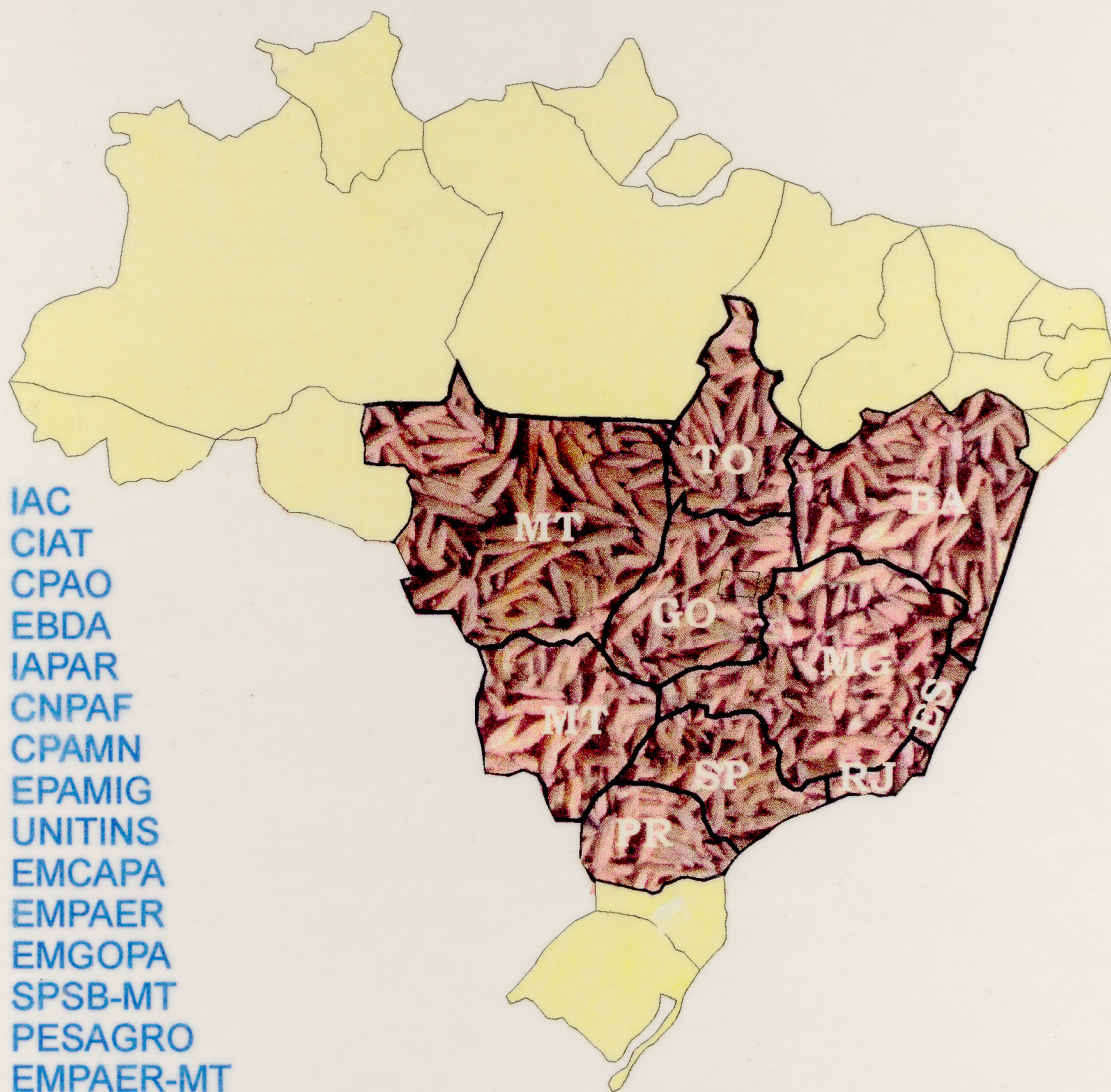 TO
BA
MT
GO
MG
ES
MT
SP
RJ
PR
IAC
CIAT
CPAO
EBDA
IAPAR
CNPAF
CPAMN
EPAMIG
UNITINS
EMCAPA
EMPAER
EMGOPA
SPSB-MT
PESAGRO
EMPAER-MT